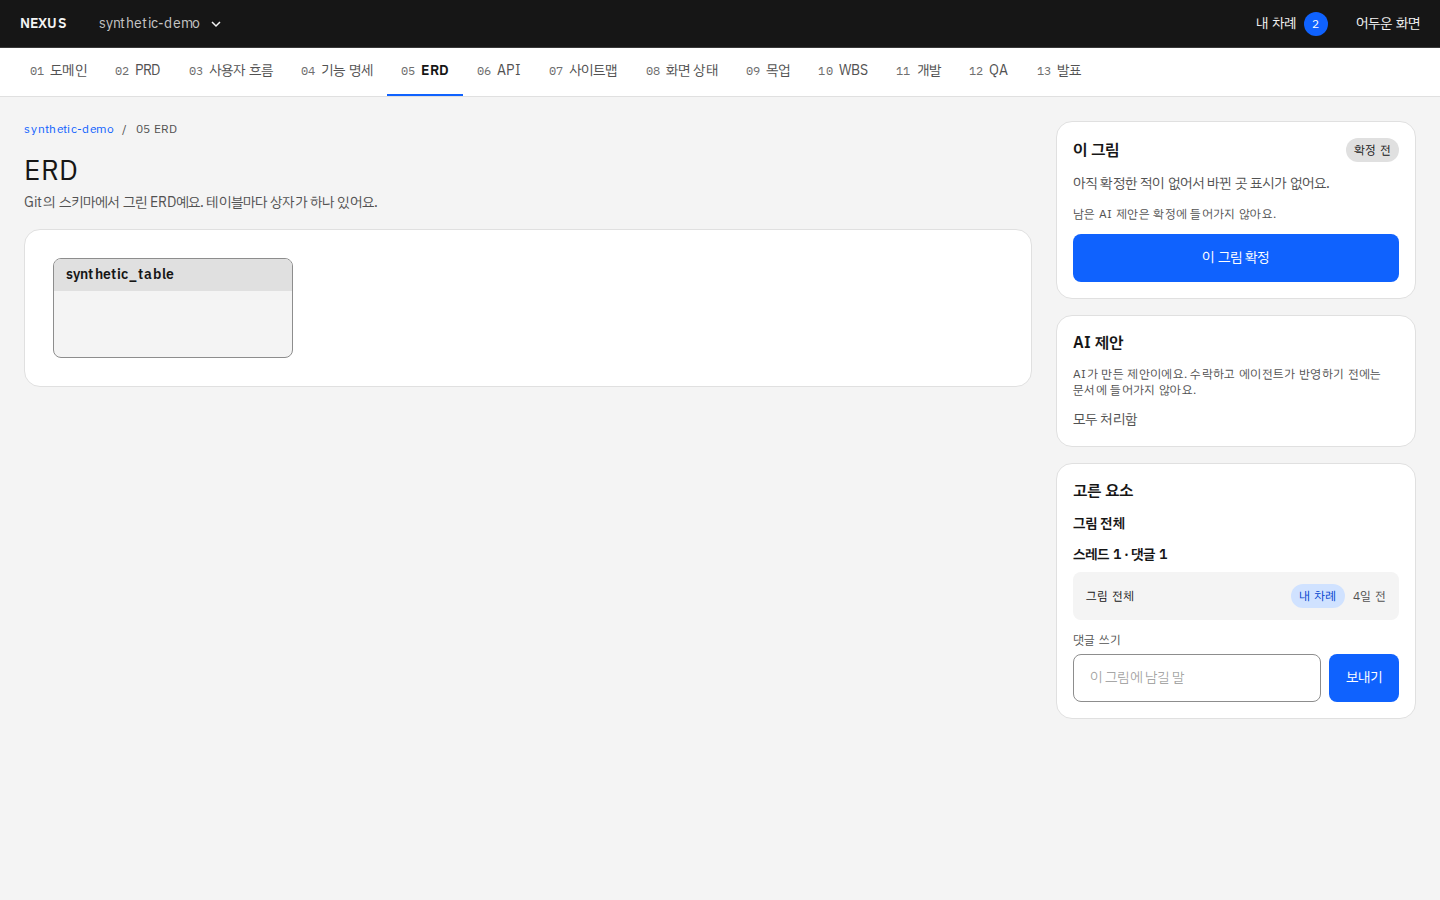 NEXUS synthetic-demo 내 차례 2 어두운 화면
01 도메인 02 PRD 03 사용자 흐름 04 기능 명세 05 ERD 06 API 07 사이트맵 08 화면 상태 09 목업 10 WBS 11 개발 12 QA 13 발표
synthetic-demo / 05 ERD
ERD
Git의 스키마에서 그린 ERD예요. 테이블마다 상자가 하나 있어요.
synthetic_table
이 그림 확정 전
아직 확정한 적이 없어서 바뀐 곳 표시가 없어요.
남은 AI 제안은 확정에 들어가지 않아요.
이 그림 확정
AI 제안
AI가 만든 제안이에요. 수락하고 에이전트가 반영하기 전에는
문서에 들어가지 않아요.
모두 처리함
고른 요소
그림 전체
스레드 1 · 댓글 1
그림 전체 내 차례 4일 전
댓글 쓰기
이 그림에 남길 말 보내기